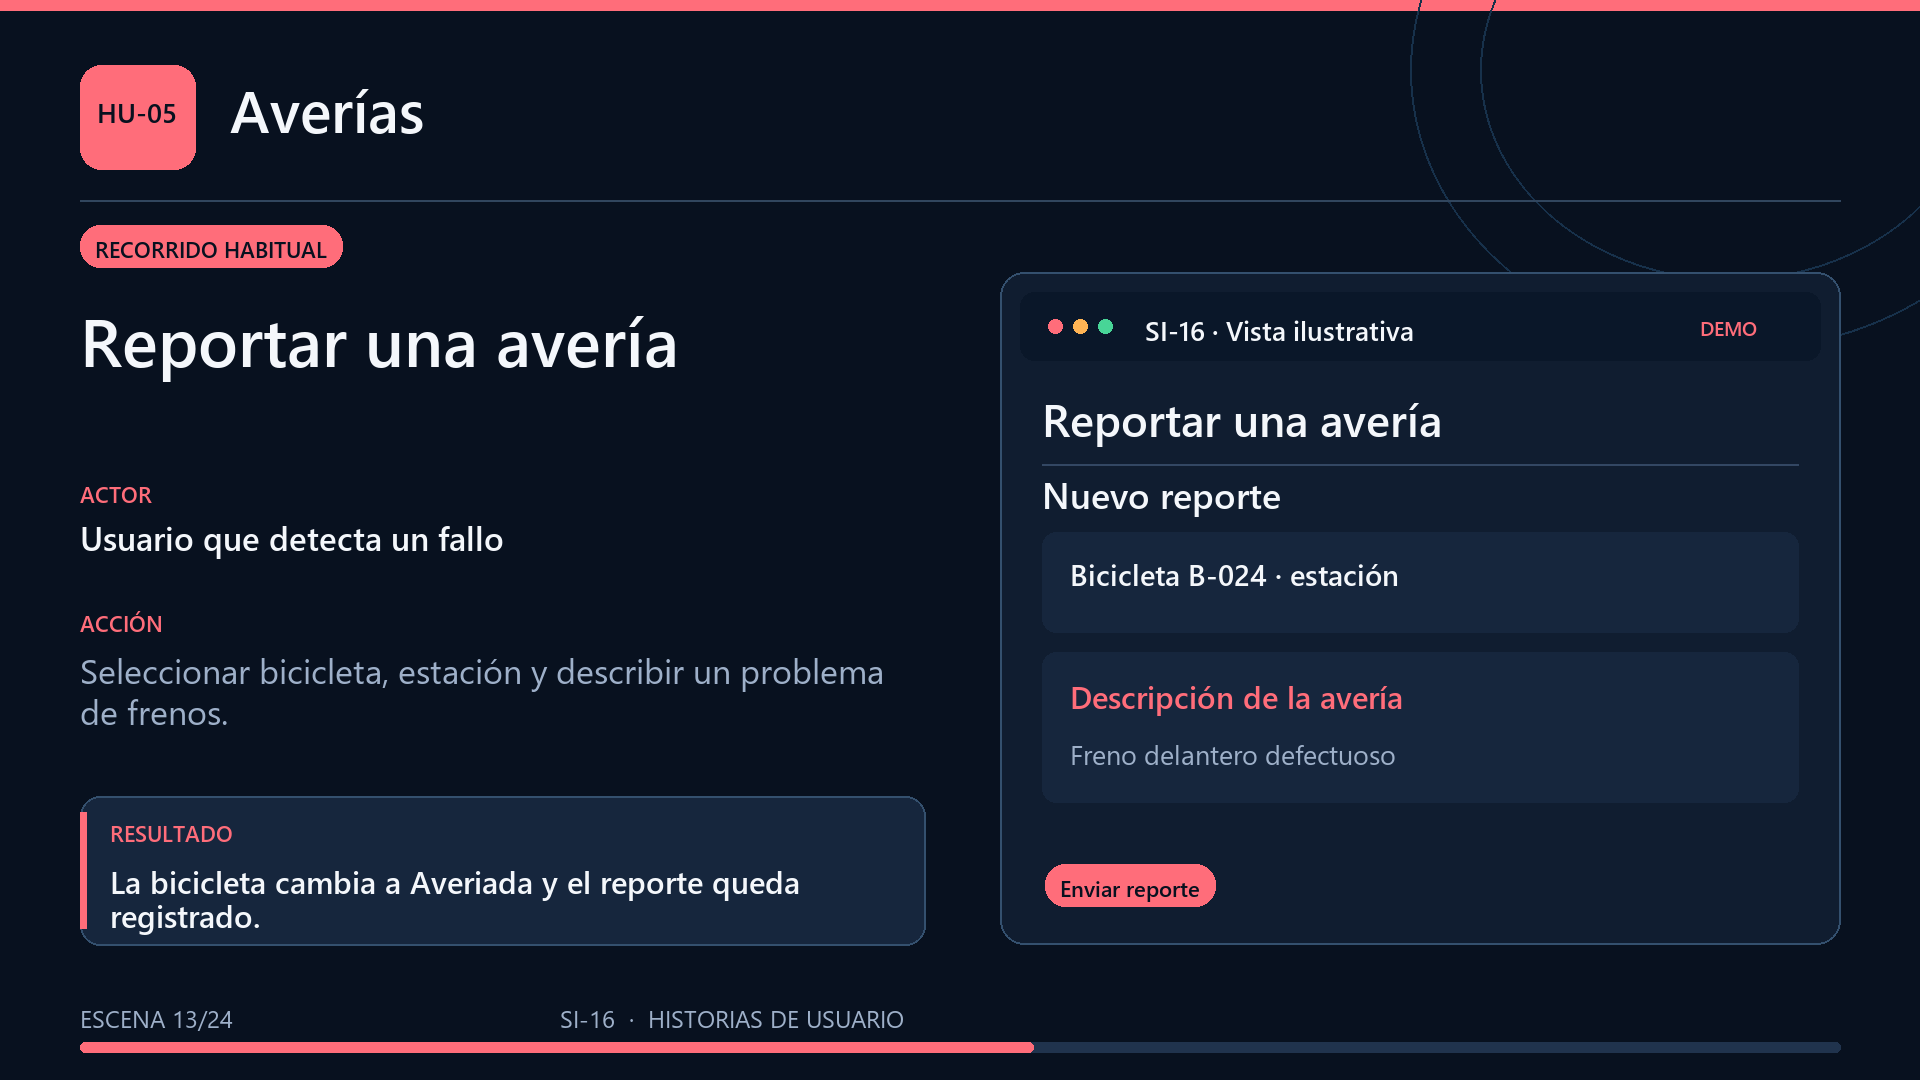 HU-05
Averías
RECORRIDO HABITUAL
Reportar una avería
ACTOR
Usuario que detecta un fallo
ACCIÓN
Seleccionar bicicleta, estación y describir un problema
de frenos.
RESULTADO
La bicicleta cambia a Averiada y el reporte queda
registrado.
SI-16 · Vista ilustrativa
DEMO
Reportar una avería
Nuevo reporte
Bicicleta B-024 · estación
Descripción de la avería
Freno delantero defectuoso
Enviar reporte
ESCENA 13/24
SI-16 · HISTORIAS DE USUARIO